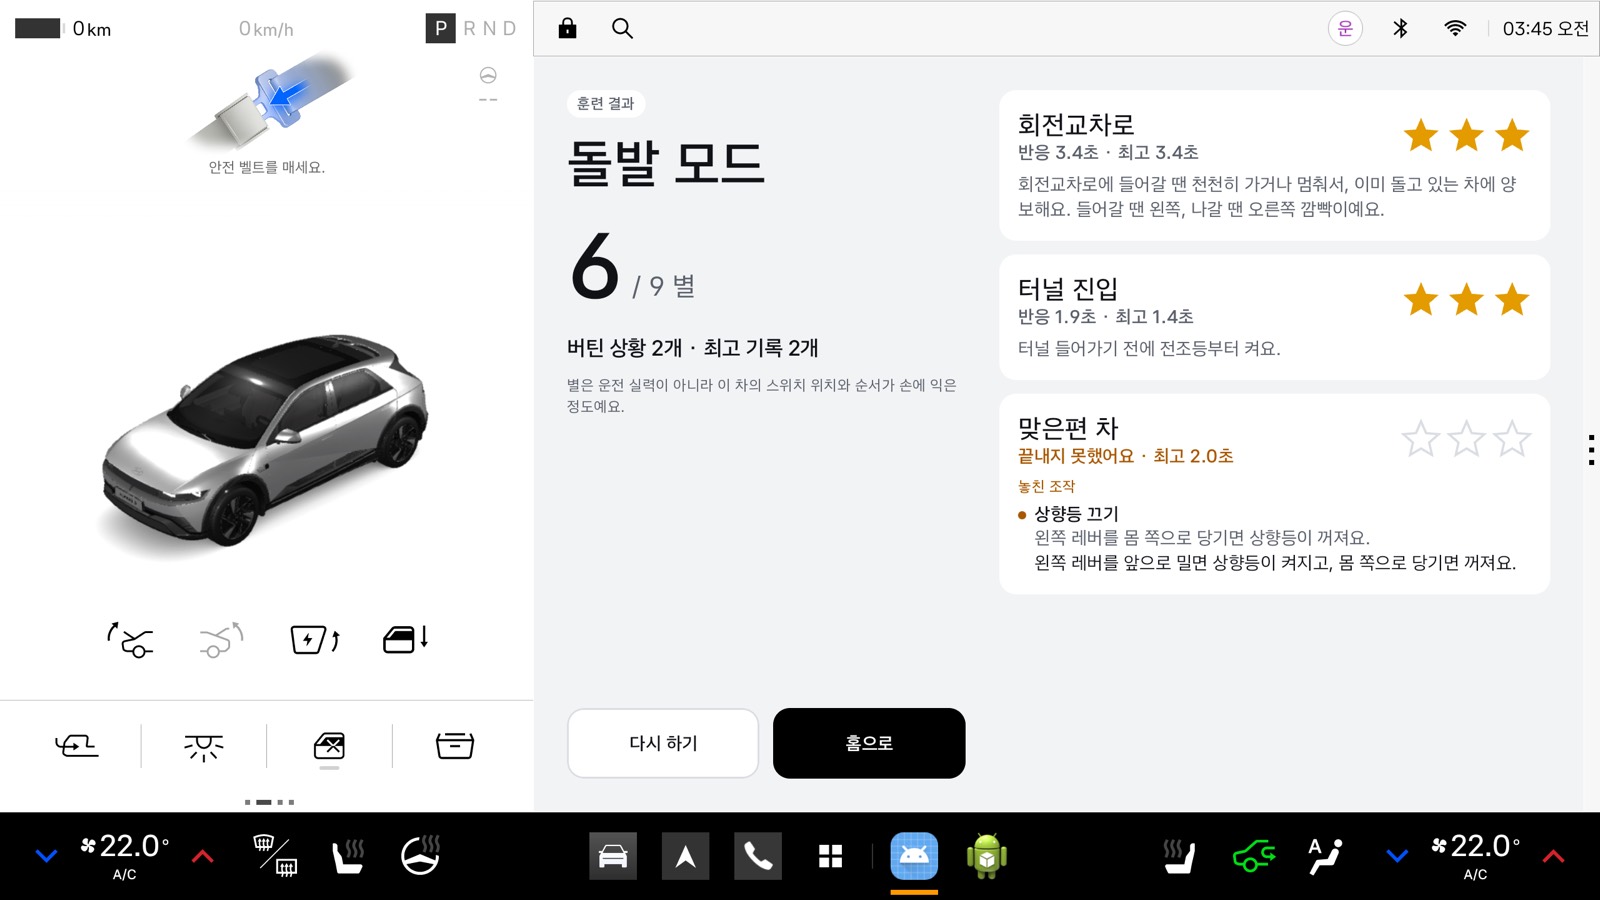 0 km
0 km/h
P R N D
안전 벨트를 매세요.
--
운
03:45 오전
훈련 결과
돌발 모드
6 / 9 별
버틴 상황 2개 · 최고 기록 2개
별은 운전 실력이 아니라 이 차의 스위치 위치와 순서가 손에 익은
정도예요.
다시 하기
홈으로
회전교차로
반응 3.4초 · 최고 3.4초
회전교차로에 들어갈 땐 천천히 가거나 멈춰서, 이미 돌고 있는 차에 양
보해요. 들어갈 땐 왼쪽, 나갈 땐 오른쪽 깜빡이예요.
터널 진입
반응 1.9초 · 최고 1.4초
터널 들어가기 전에 전조등부터 켜요.
맞은편 차
끝내지 못했어요 · 최고 2.0초
놓친 조작
상향등 끄기
왼쪽 레버를 몸 쪽으로 당기면 상향등이 꺼져요.
왼쪽 레버를 앞으로 밀면 상향등이 켜지고, 몸 쪽으로 당기면 꺼져요.
22.0°
A/C
A
22.0°
A/C